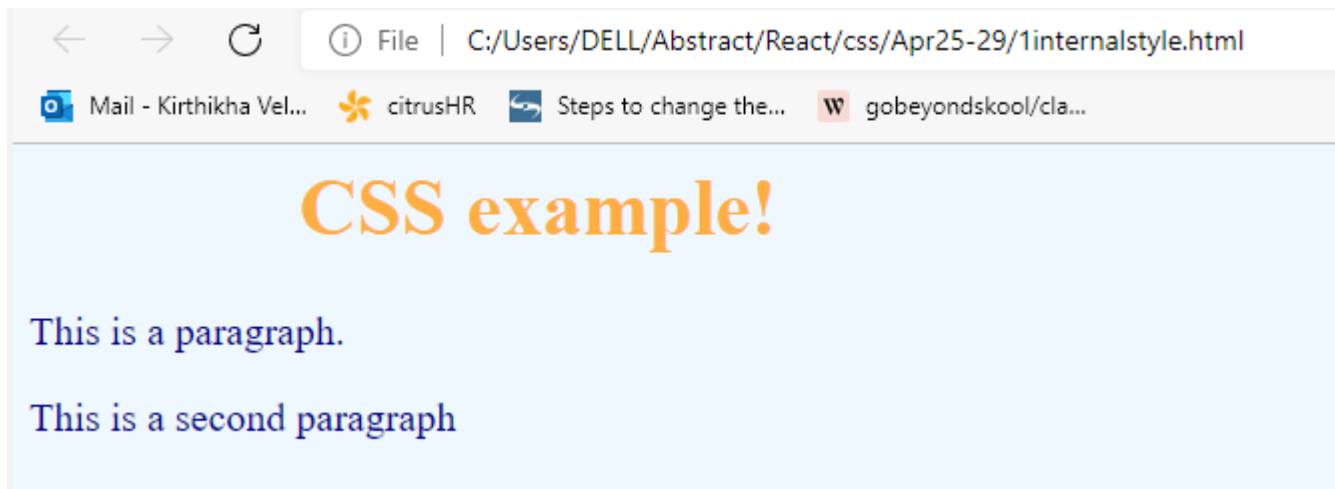 File | C:/Users/DELL/Abstract/React/css/Apr25-29/1internalstyle.html
Mail - Kirthikha Vel... citrusHR Steps to change the... W gobeyondskool/cla...
CSS example!
This is a paragraph.
This is a second paragraph